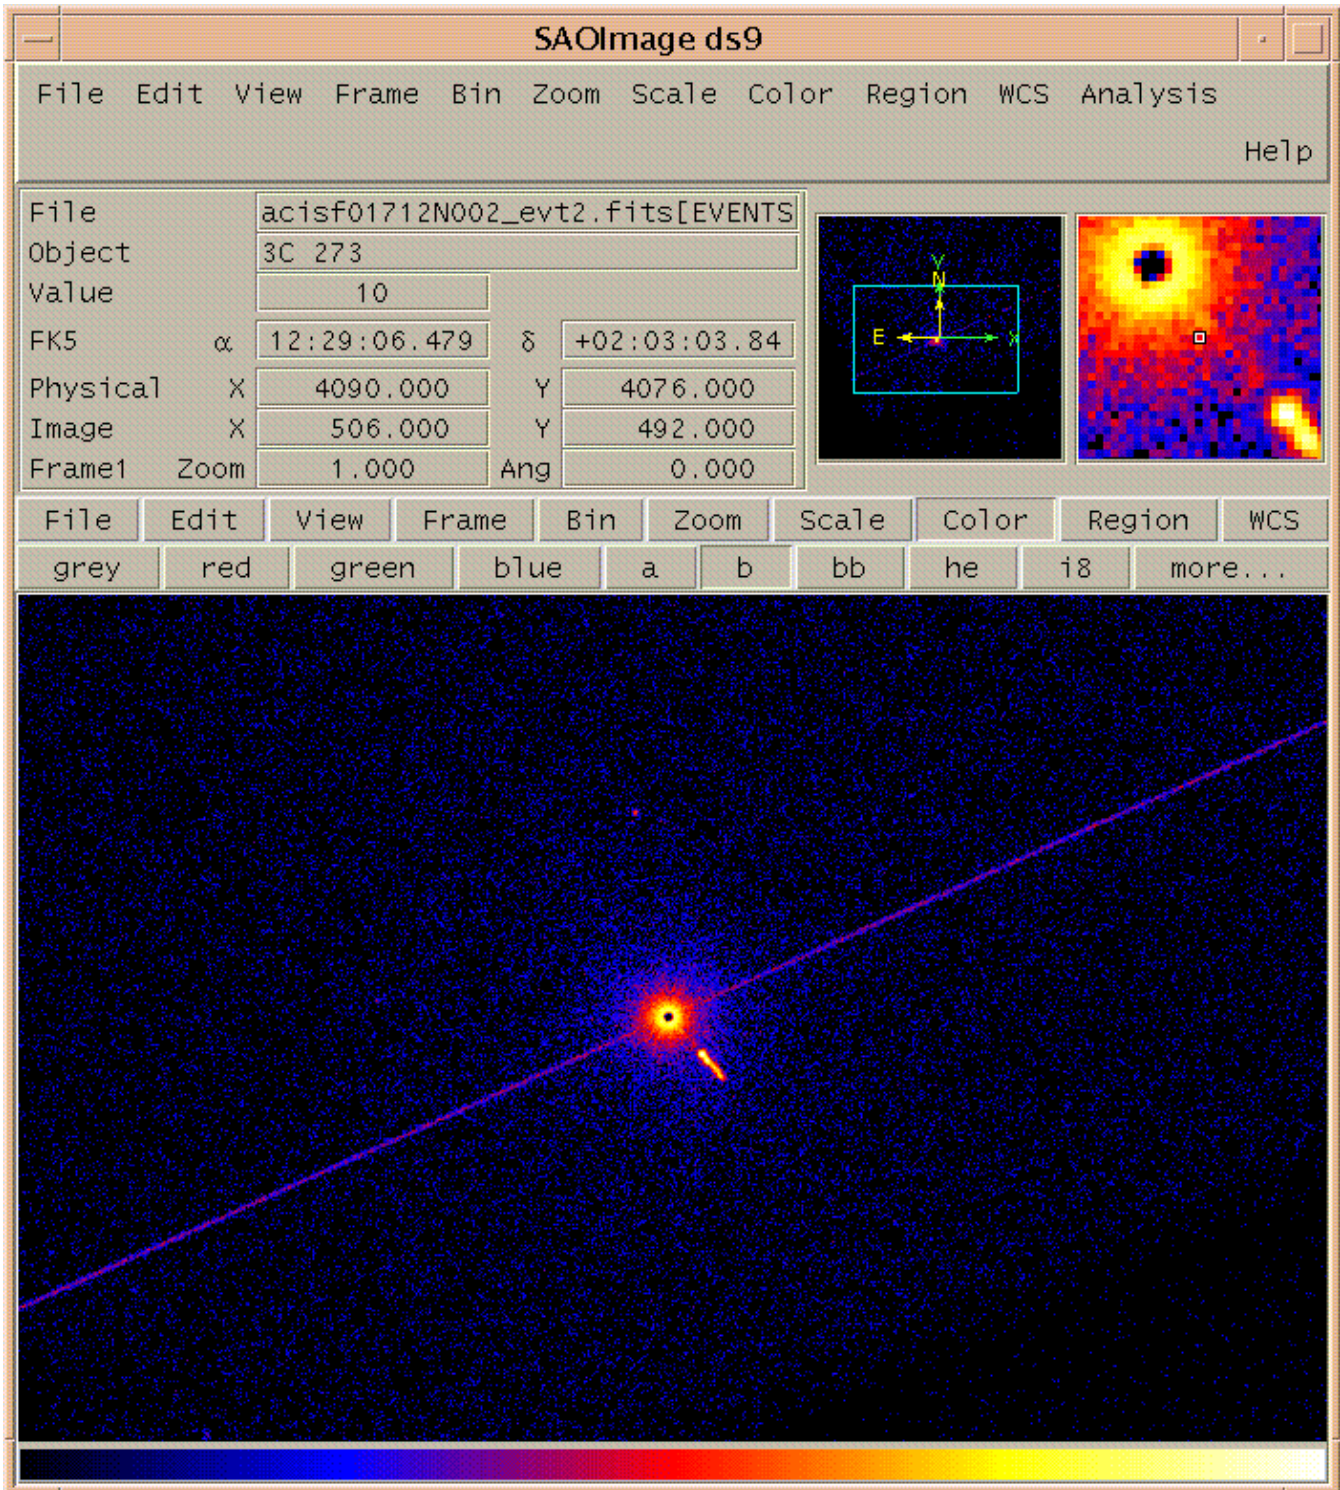 SAOImage ds9
File Edit View Frame Bin Zoom Scale Color Region WCS Analysis
Help
File acisf01712N002_evt2.fits[EVENTS
Object 3C 273
Value 10
FK5 α 12:29:06.479 δ +02:03:03.84
Physical X 4090.000 Y 4076.000
Image X 506.000 Y 492.000
Frame1 Zoom 1.000 Ang 0.000
Y
N
E X
File Edit View Frame Bin Zoom Scale Color Region WCS
grey red green blue a b bb he i8 more...